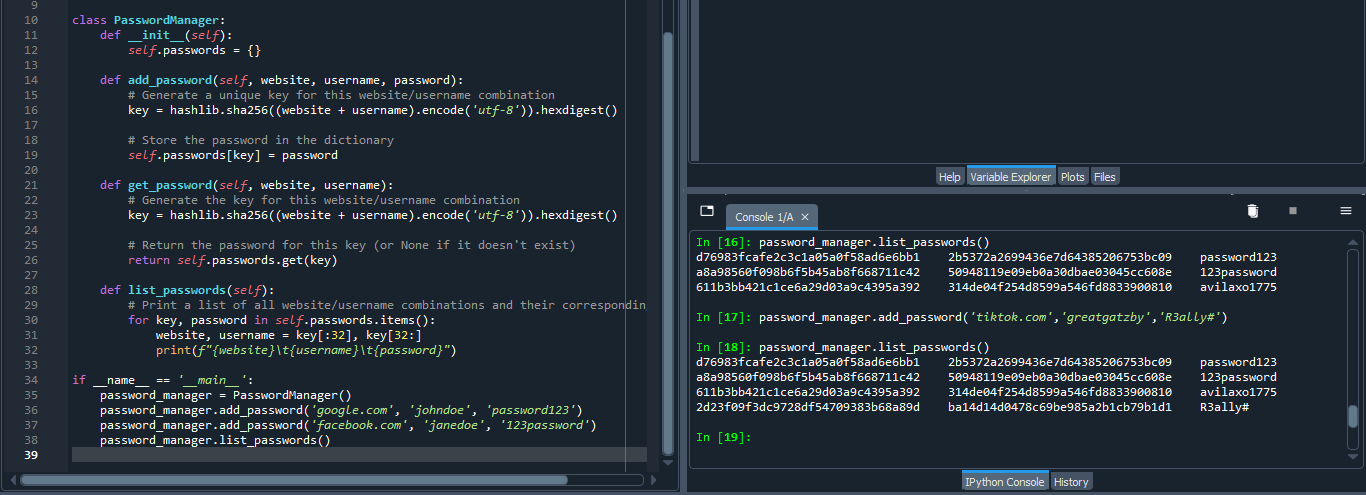 9
10 class PasswordManager:
11 def __init__(self):
12 self.passwords = {}
13
14 def add_password(self, website, username, password):
15 # Generate a unique key for this website/username combination
16 key = hashlib.sha256((website + username).encode('utf-8')).hexdigest()
17
18 # Store the password in the dictionary
19 self.passwords[key] = password
20
21 def get_password(self, website, username):
22 # Generate the key for this website/username combination
23 key = hashlib.sha256((website + username).encode('utf-8')).hexdigest()
24
25 # Return the password for this key (or None if it doesn't exist)
26 return self.passwords.get(key)
27
28 def list_passwords(self):
29 # Print a list of all website/username combinations and their correspondin
30 for key, password in self.passwords.items():
31 website, username = key[:32], key[32:]
32 print(f"{website}\t{username}\t{password}")
33
34 if __name__ == '__main__':
35 password_manager = PasswordManager()
36 password_manager.add_password('google.com', 'johndoe', 'password123')
37 password_manager.add_password('facebook.com', 'janedoe', '123password')
38 password_manager.list_passwords()
39
Help Variable Explorer Plots Files
Console 1/A ×
In [16]: password_manager.list_passwords()
d76983fcafe2c3c1a05a0f58ad6e6bb1 2b5372a2699436e7d64385206753bc09 password123
a8a98560f098b6f5b45ab8f668711c42 50948119e09eb0a30dbae03045cc608e 123password
611b3bb421c1ce6a29d03a9c4395a392 314de04f254d8599a546fd8833900810 avilaxo1775
In [17]: password_manager.add_password('tiktok.com','greatgatzby','R3ally#')
In [18]: password_manager.list_passwords()
d76983fcafe2c3c1a05a0f58ad6e6bb1 2b5372a2699436e7d64385206753bc09 password123
a8a98560f098b6f5b45ab8f668711c42 50948119e09eb0a30dbae03045cc608e 123password
611b3bb421c1ce6a29d03a9c4395a392 314de04f254d8599a546fd8833900810 avilaxo1775
2d23f09f3dc9728df54709383b68a89d ba14d14d0478c69be985a2b1cb79b1d1 R3ally#
In [19]:
IPython Console History